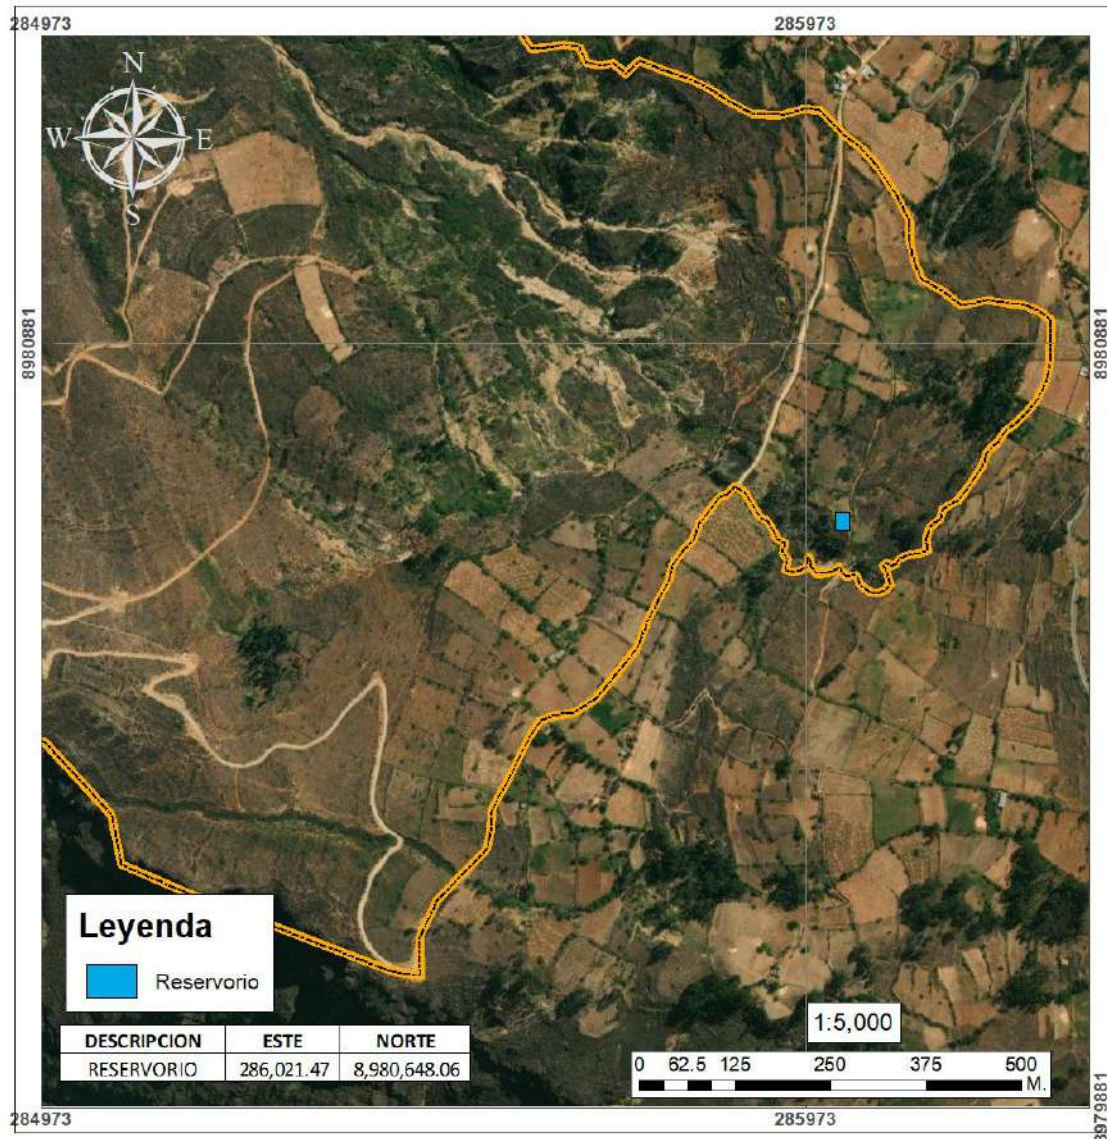 284973 285973
N
W E
S
8980881 8980881
Leyenda
Reservorio
DESCRIPCION ESTE NORTE
RESERVORIO 286,021.47 8,980,648.06
1:5,000
0 62.5 125 250 375 500
M.
284973 285973